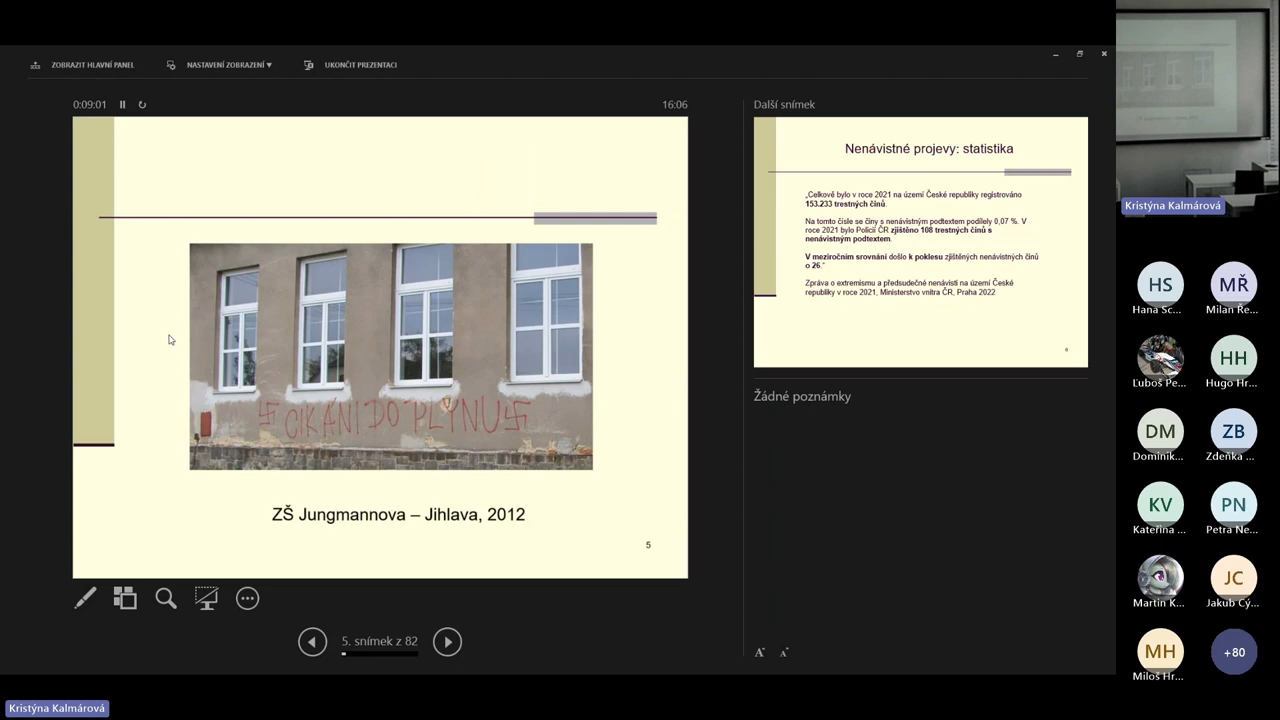 ZOBRAZIT HLAVNÍ PANEL
NASTAVENÍ ZOBRAZENÍ ▼
UKONČIT PREZENTACI
0:09:01
16:06
CIKÁNI DO PLYNU
ZŠ Jungmannova – Jihlava, 2012
5
5. snímek z 82
Další snímek
Nenávistné projevy: statistika
„Celkově bylo v roce 2021 na území České republiky registrováno
153.233 trestných činů.
Na tomto čísle se činy s nenávistným podtextem podílely 0,07 %. V
roce 2021 bylo Policií ČR zjištěno 108 trestných činů s
nenávistným podtextem.
V meziročním srovnání došlo k poklesu zjištěných nenávistných činů
o 26.“
Zpráva o extremismu a předsudečné nenávisti na území České
republiky v roce 2021, Ministerstvo vnitra ČR, Praha 2022
6
Žádné poznámky
A
A
Kristýna Kalmárová
HS
Hana Sc...
MŘ
Milan Ře...
Ľuboš Pe...
HH
Hugo Hr...
DM
Dominik...
ZB
Zdeňka ...
KV
Kateřina ...
PN
Petra Ne...
Martin K...
JC
Jakub Cý...
MH
Miloš Hr...
+80
Kristýna Kalmárová